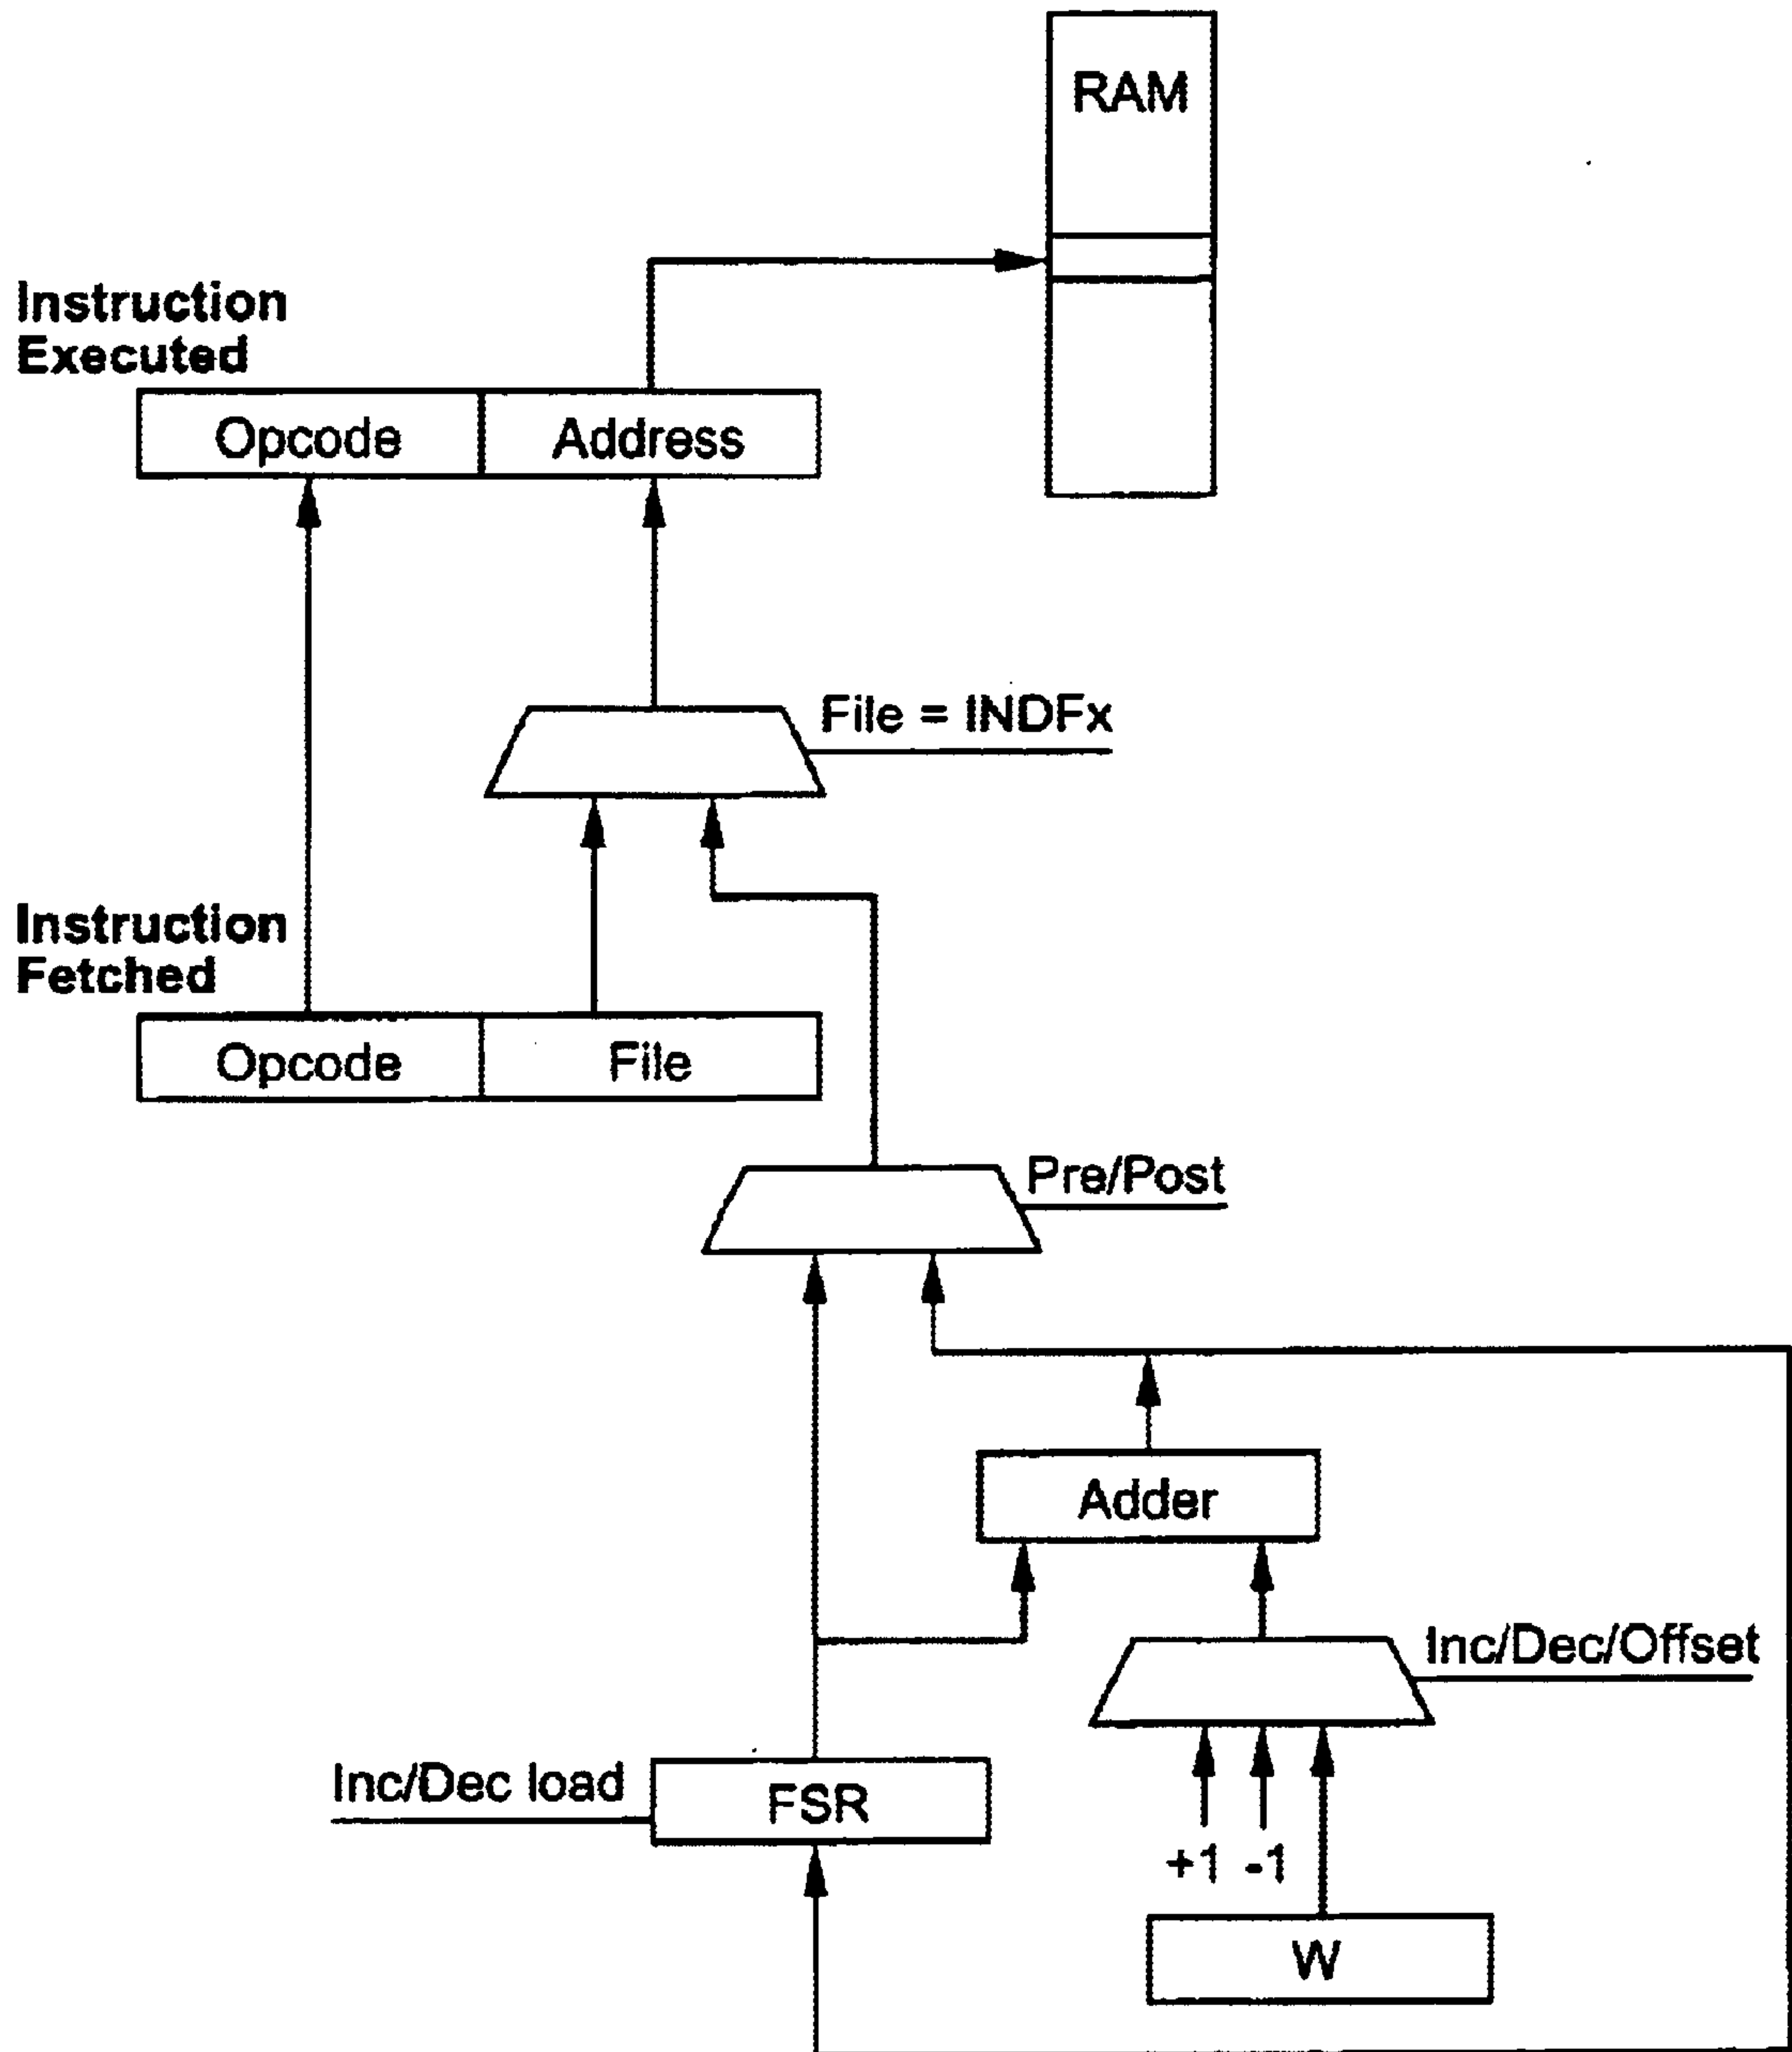 RAM
Instruction
Executed
Opcode
Address
File = INDFx
Instruction
Fetched
Opcode
File
Pre/Post
Adder
Inc/Dec/Offset
Inc/Dec load
FSR
+1 -1
W